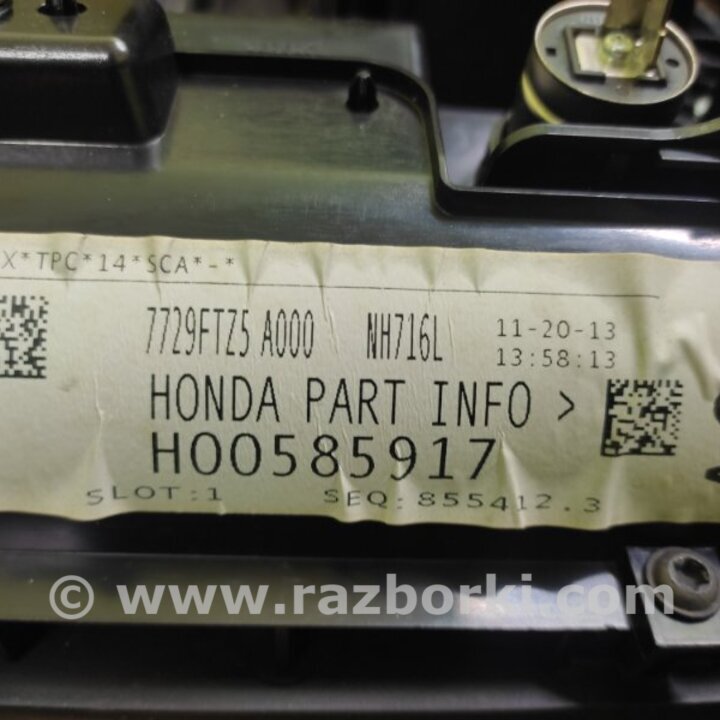 X*TPC*14*SCA*-*
7729FTZ5 A000 NH716L 11-20-13
13:58:13
HONDA PART INFO >
H00585917
SLOT:1 SEQ:855412.3
© www.razborki.com